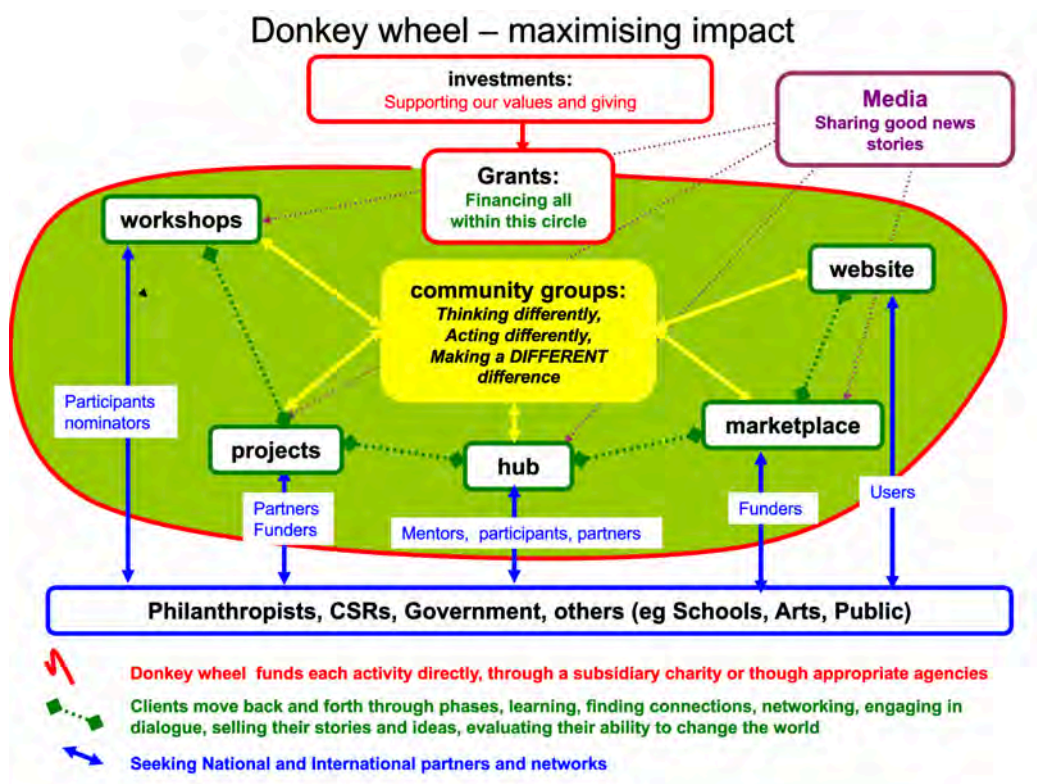 Donkey wheel – maximising impact
investments:
Supporting our values and giving
Media
Sharing good news
stories
Grants:
Financing all
within this circle
workshops
website
community groups:
Thinking differently,
Acting differently,
Making a DIFFERENT
difference
Participants
nominators
projects
hub
marketplace
Partners
Funders
Mentors, participants, partners
Funders
Users
Philanthropists, CSRs, Government, others (eg Schools, Arts, Public)
Donkey wheel funds each activity directly, through a subsidiary charity or though appropriate agencies
Clients move back and forth through phases, learning, finding connections, networking, engaging in
dialogue, selling their stories and ideas, evaluating their ability to change the world
Seeking National and International partners and networks